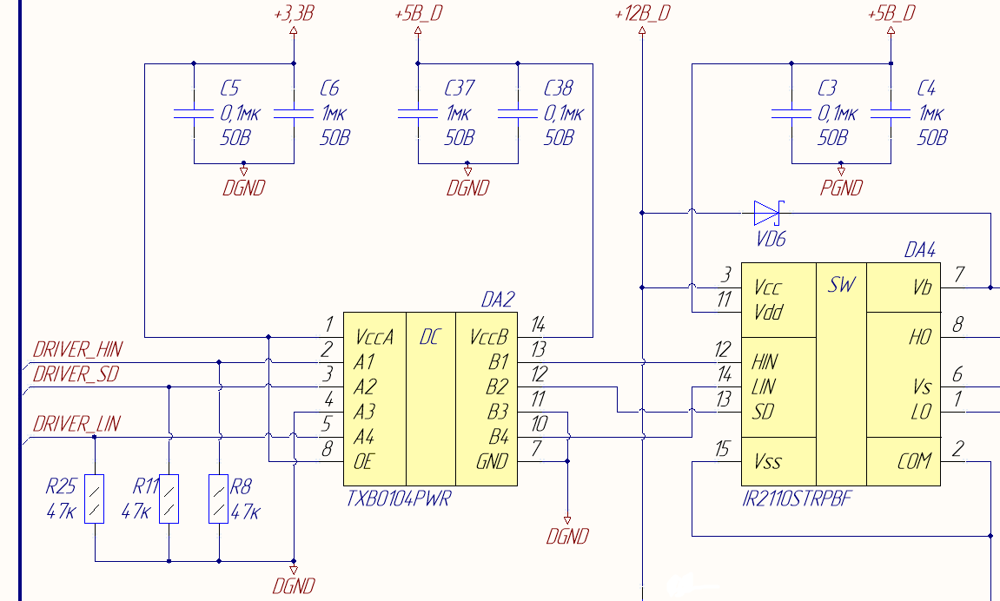 +3,3В
+5В_D
+12В_D
+5В_D
C5
0,1мк
50В
C6
1мк
50В
C37
1мк
50В
C38
0,1мк
50В
C3
0,1мк
50В
C4
1мк
50В
DGND
DGND
PGND
VD6
DA4
3
Vcc
SW
Vb
7
11
Vdd
DA2
1
VccA
DC
VccB
14
HO
8
DRIVER_HIN
2
A1
B1
13
12
HIN
DRIVER_SD
3
A2
B2
12
14
LIN
Vs
6
4
A3
B3
11
13
SD
LO
1
DRIVER_LIN
5
A4
B4
10
8
OE
GND
7
15
Vss
COM
2
R25
47к
R11
47к
R8
47к
TXB0104PWR
IR2110STRPBF
DGND
DGND